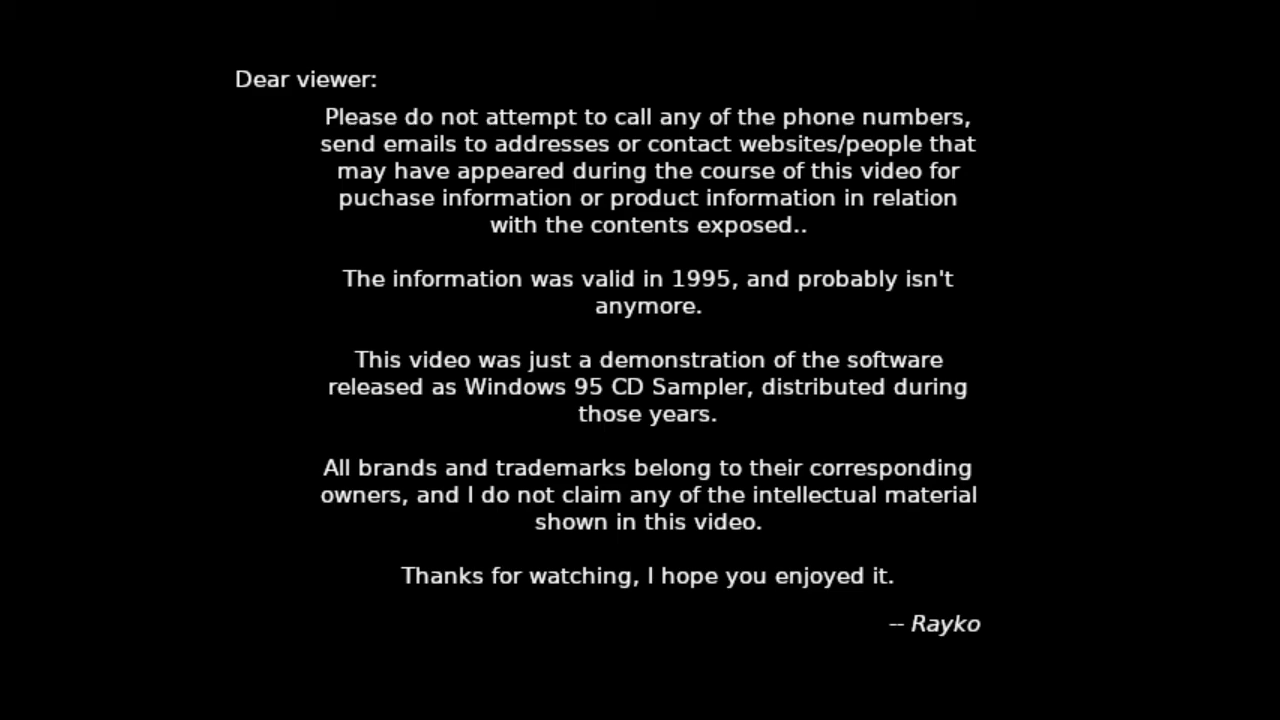 Dear viewer:
Please do not attempt to call any of the phone numbers,
send emails to addresses or contact websites/people that
may have appeared during the course of this video for
puchase information or product information in relation
with the contents exposed..
The information was valid in 1995, and probably isn't
anymore.
This video was just a demonstration of the software
released as Windows 95 CD Sampler, distributed during
those years.
All brands and trademarks belong to their corresponding
owners, and I do not claim any of the intellectual material
shown in this video.
Thanks for watching, I hope you enjoyed it.
-- Rayko